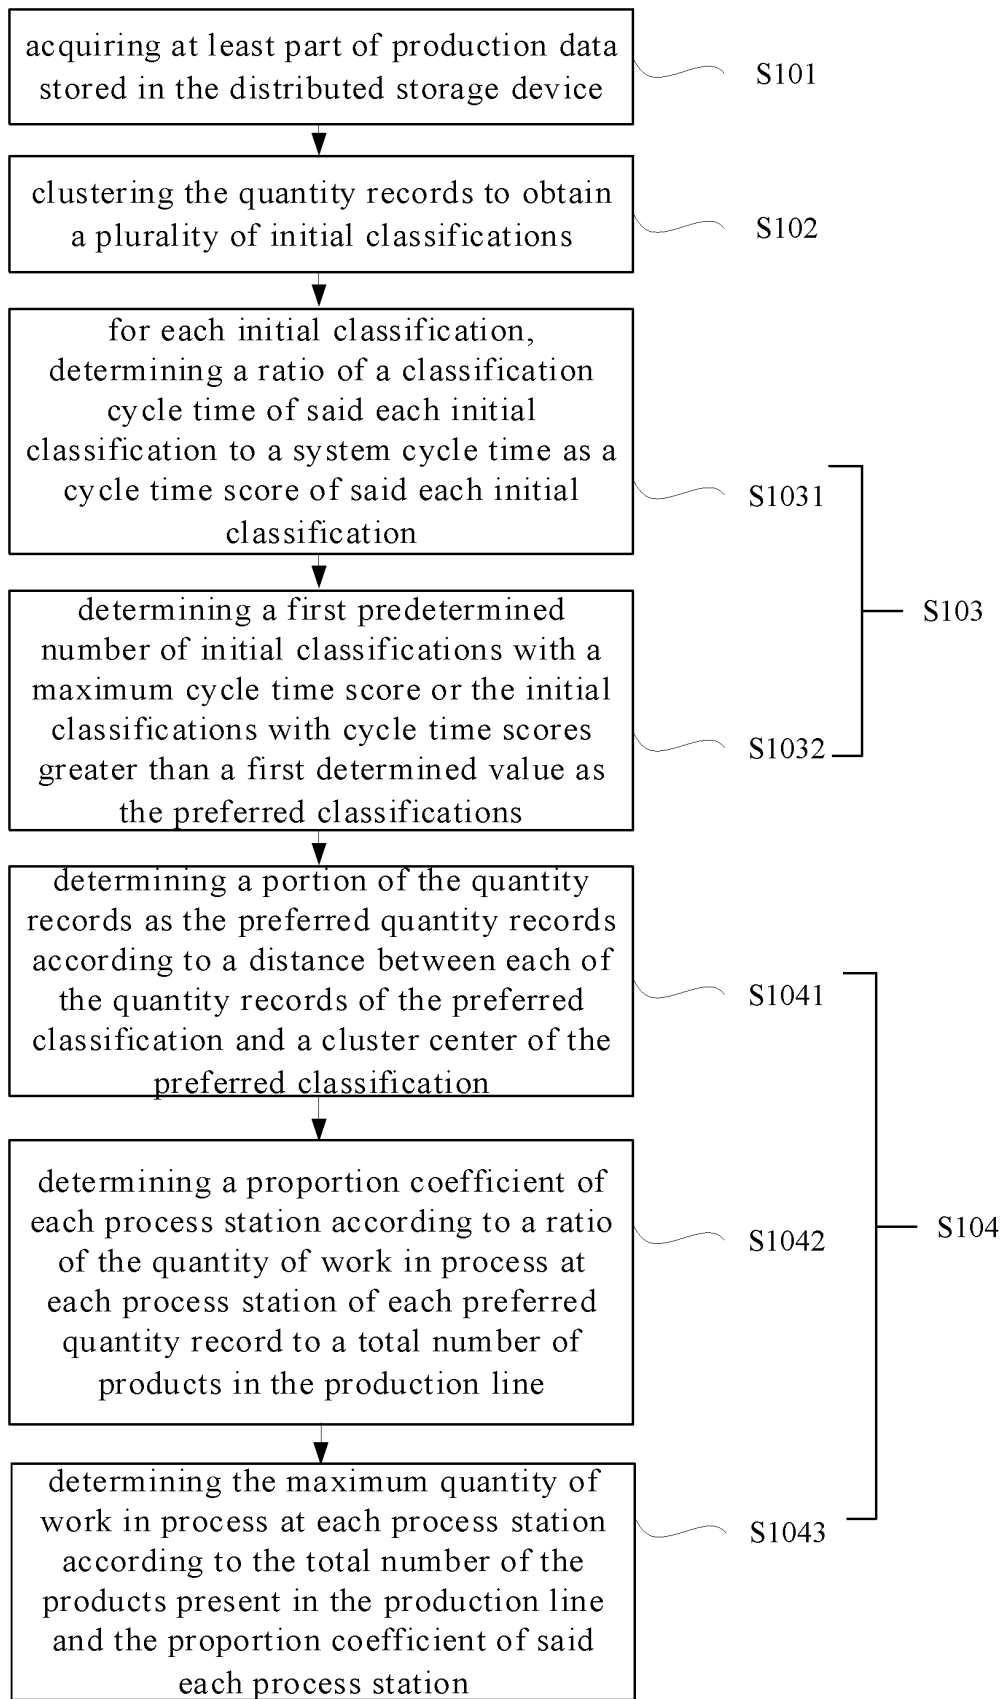 acquiring at least part of production data
stored in the distributed storage device
S101
clustering the quantity records to obtain
a plurality of initial classifications
S102
for each initial classification,
determining a ratio of a classification
cycle time of said each initial
classification to a system cycle time as a
cycle time score of said each initial
classification
S1031
determining a first predetermined
number of initial classifications with a
maximum cycle time score or the initial
classifications with cycle time scores
greater than a first determined value as
the preferred classifications
S1032
S103
determining a portion of the quantity
records as the preferred quantity records
according to a distance between each of
the quantity records of the preferred
classification and a cluster center of the
preferred classification
S1041
determining a proportion coefficient of
each process station according to a ratio
of the quantity of work in process at
each process station of each preferred
quantity record to a total number of
products in the production line
S1042
S104
determining the maximum quantity of
work in process at each process station
according to the total number of the
products present in the production line
and the proportion coefficient of said
each process station
S1043